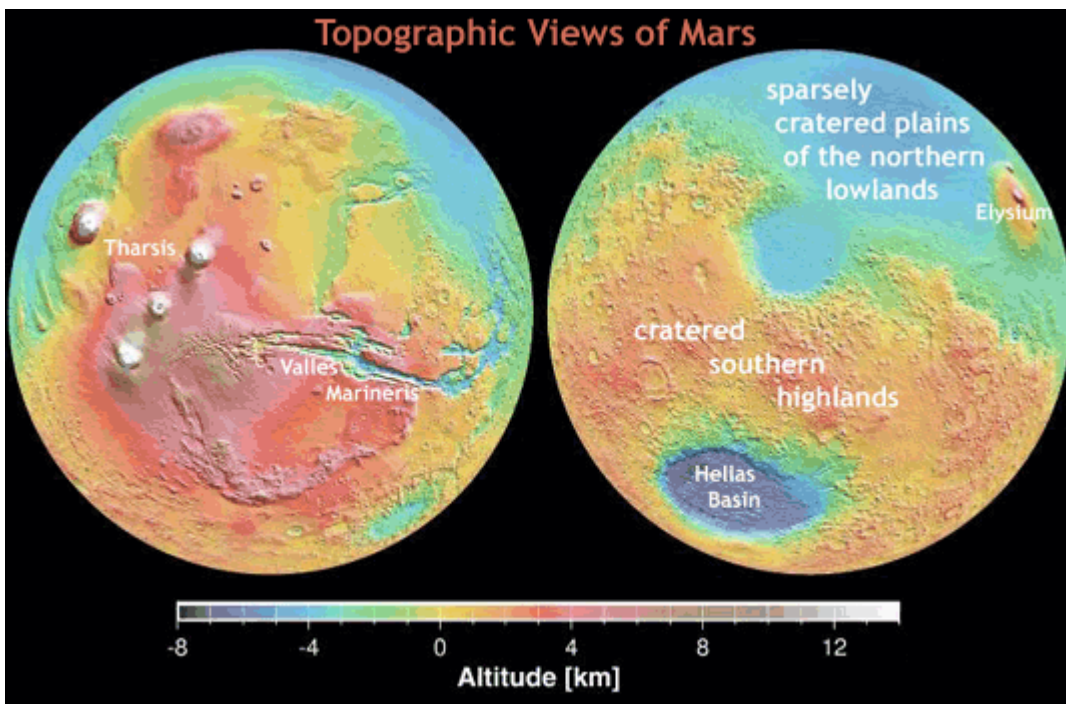 Topographic Views of Mars
Tharsis
Valles
Marineris
sparsely
cratered plains
of the northern
lowlands
Elysium
cratered
southern
highlands
Hellas
Basin
-8 -4 0 4 8 12
Altitude [km]